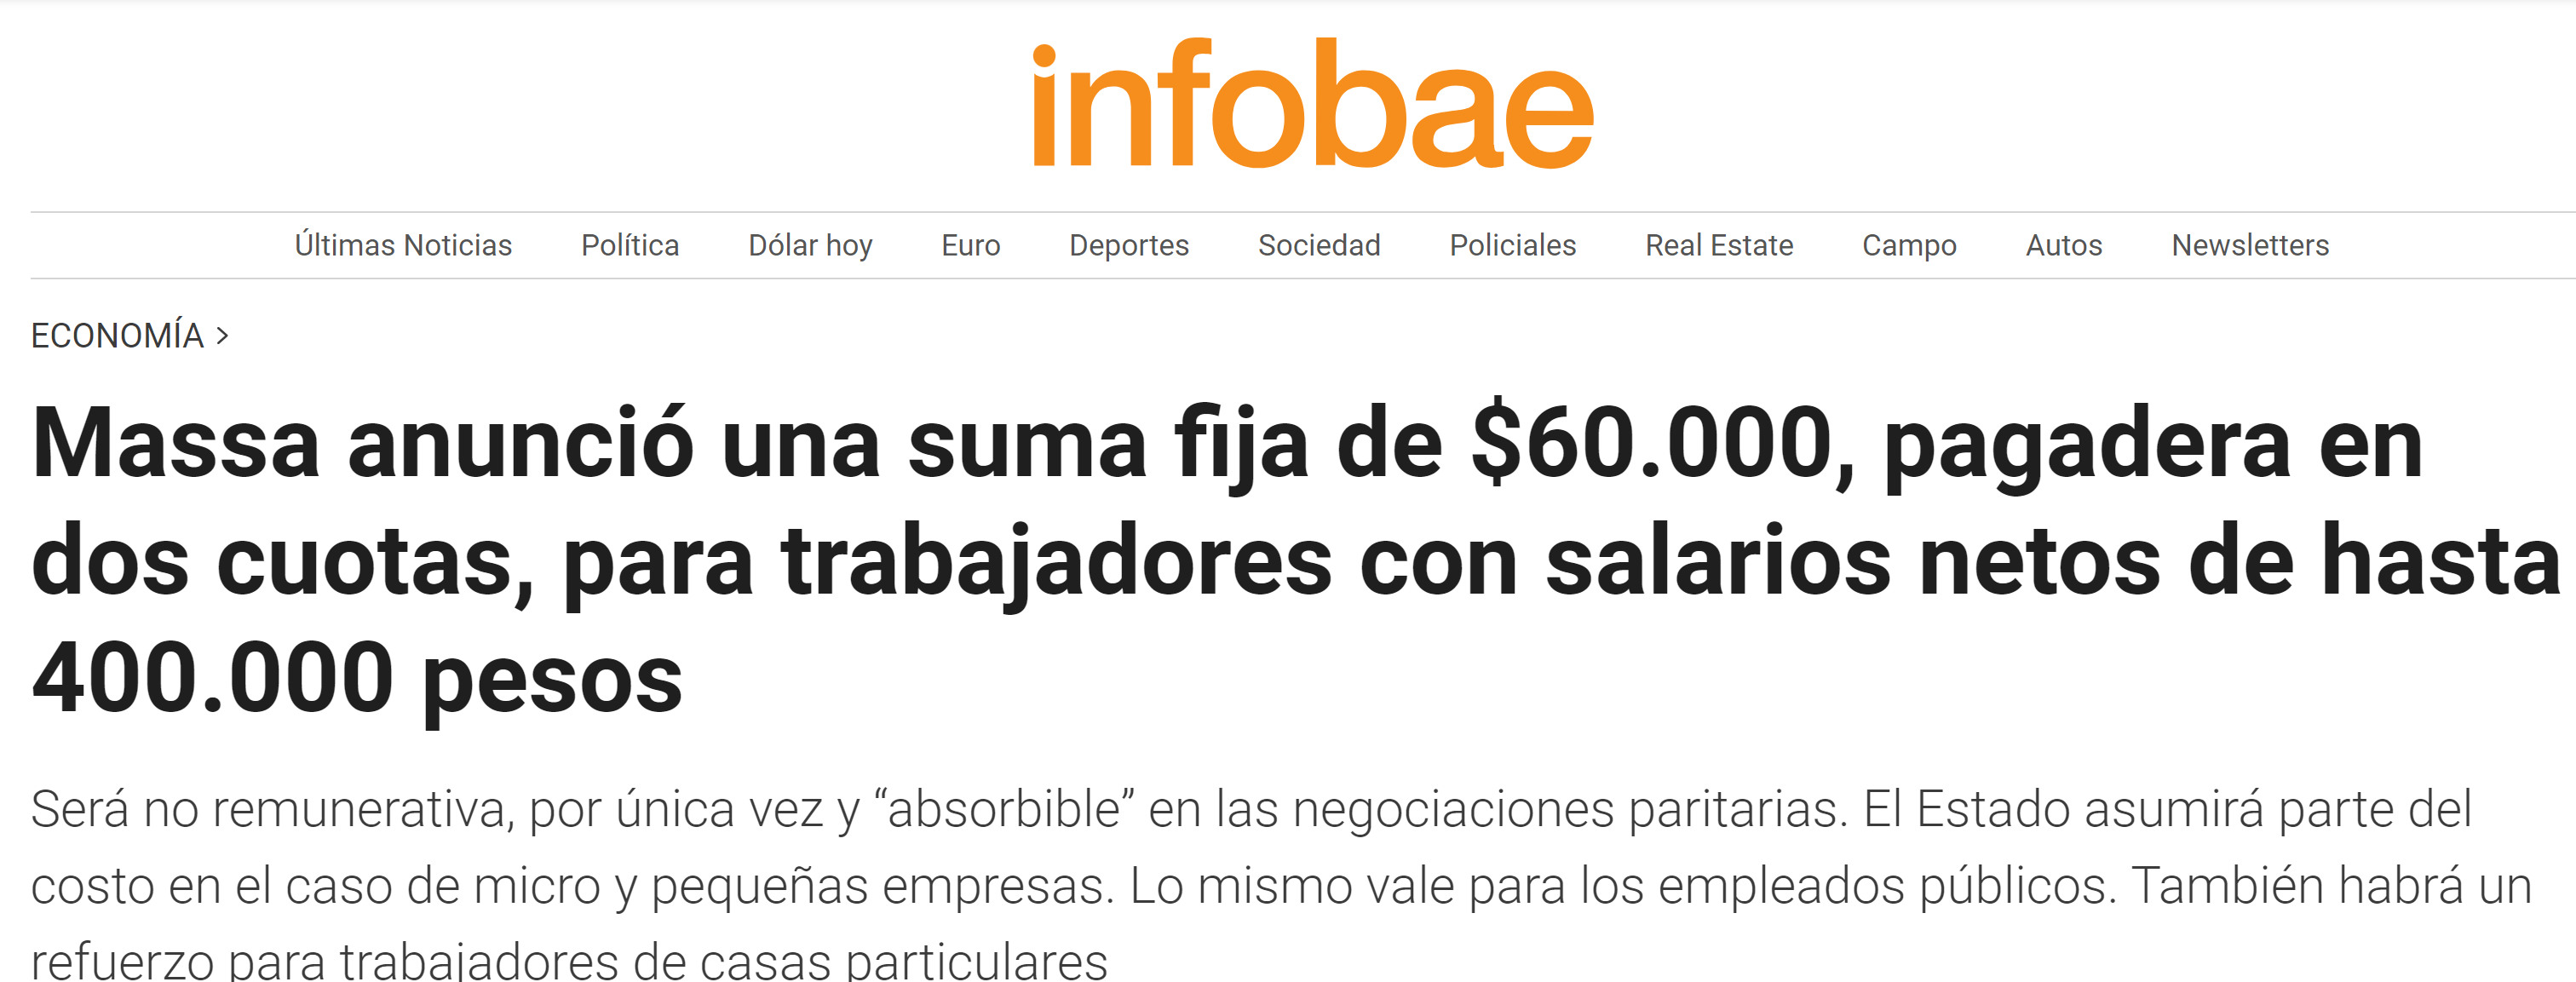 infobae
Últimas Noticias Política Dólar hoy Euro Deportes Sociedad Policiales Real Estate Campo Autos Newsletters
ECONOMÍA >
Massa anunció una suma fija de $60.000, pagadera en
dos cuotas, para trabajadores con salarios netos de hasta
400.000 pesos
Será no remunerativa, por única vez y “absorbible” en las negociaciones paritarias. El Estado asumirá parte del
costo en el caso de micro y pequeñas empresas. Lo mismo vale para los empleados públicos. También habrá un
refuerzo para trabajadores de casas particulares